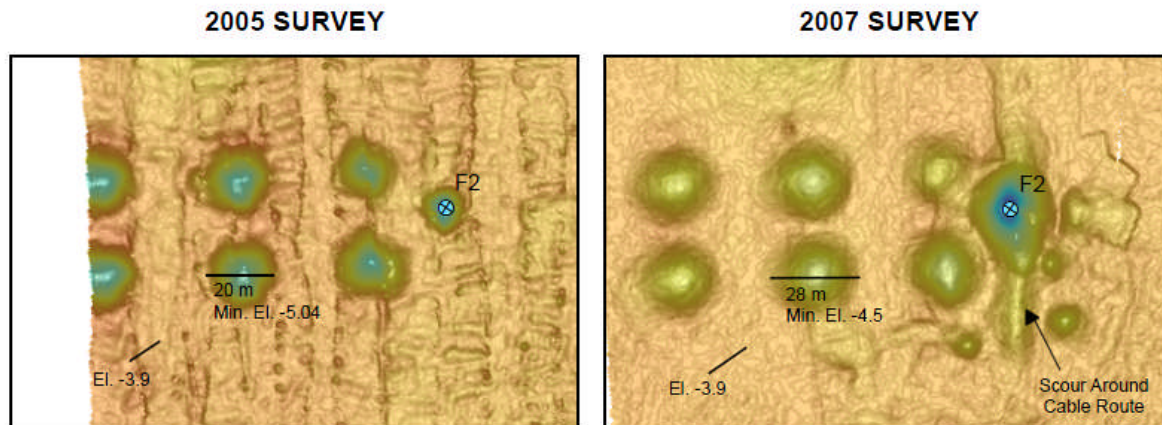 2005 SURVEY
2007 SURVEY
F2
20 m
Min. El. -5.04
El. -3.9
F2
28 m
Min. El. -4.5
El. -3.9
Scour Around
Cable Route